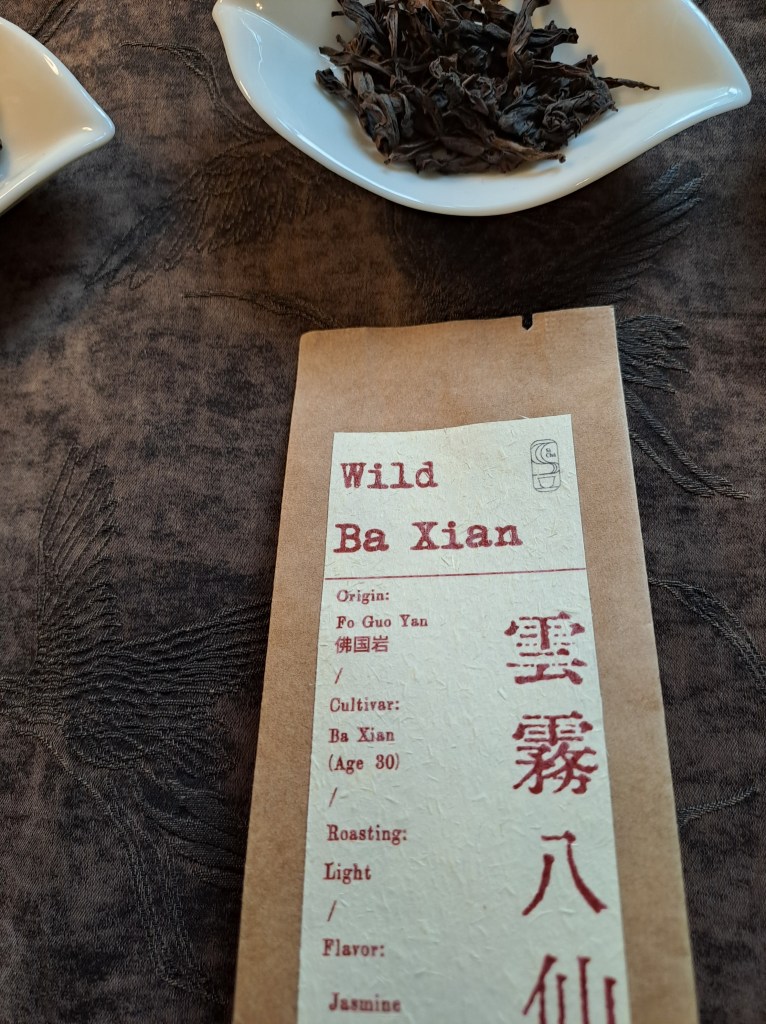 Wild
Ba Xian
Origin:
Fo Guo Yan
佛国岩
/
Cultivar:
Ba Xian
(Age 30)
/
Roasting:
Light
/
Flavor:
Jasmine
雲霧八仙